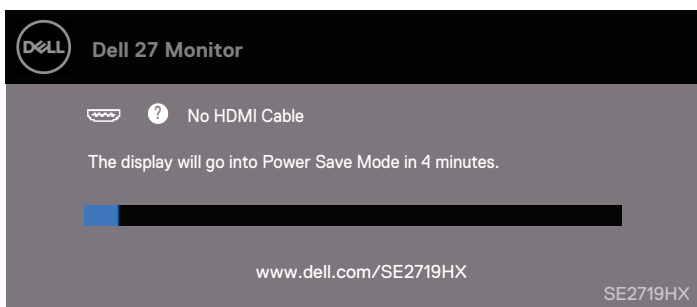 DELL
Dell 27 Monitor
? No HDMI Cable
The display will go into Power Save Mode in 4 minutes.
www.dell.com/SE2719HX
SE2719HX